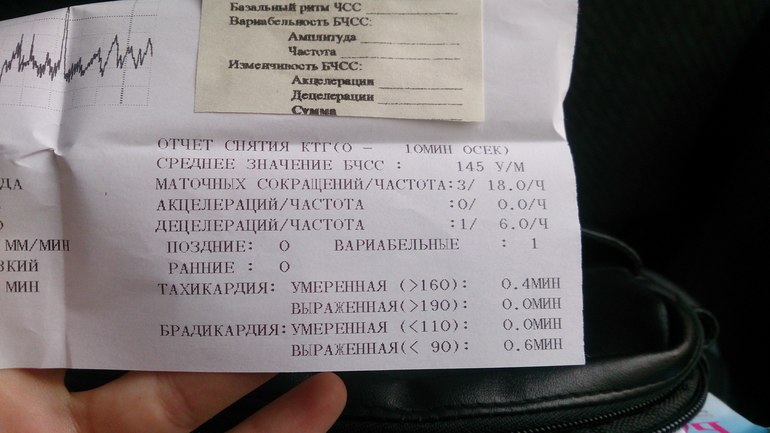 Базальный ритм ЧСС
Вариабельность БЧСС:
Амплитуда
Частота
Изменчивость БЧСС:
Акцелерации
Децелерации
Сумма
ОТЧЕТ СНЯТИЯ КТГ(0 - 10МИН 0СЕК)
СРЕДНЕЕ ЗНАЧЕНИЕ БЧСС : 145 У/М
МАТОЧНЫХ СОКРАЩЕНИЙ/ЧАСТОТА:3/ 18.0/Ч
АКЦЕЛЕРАЦИЙ/ЧАСТОТА :0/ 0.0/Ч
ДЕЦЕЛЕРАЦИЙ/ЧАСТОТА :1/ 6.0/Ч
ММ/МИН ПОЗДНИЕ: 0 ВАРИАБЕЛЬНЫЕ : 1
РАННИЕ : 0
МИН ТАХИКАРДИЯ: УМЕРЕННАЯ (>160): 0.4МИН
ВЫРАЖЕННАЯ(>190): 0.0МИН
БРАДИКАРДИЯ: УМЕРЕННАЯ (<110): 0.0МИН
ВЫРАЖЕННАЯ(< 90): 0.6МИН